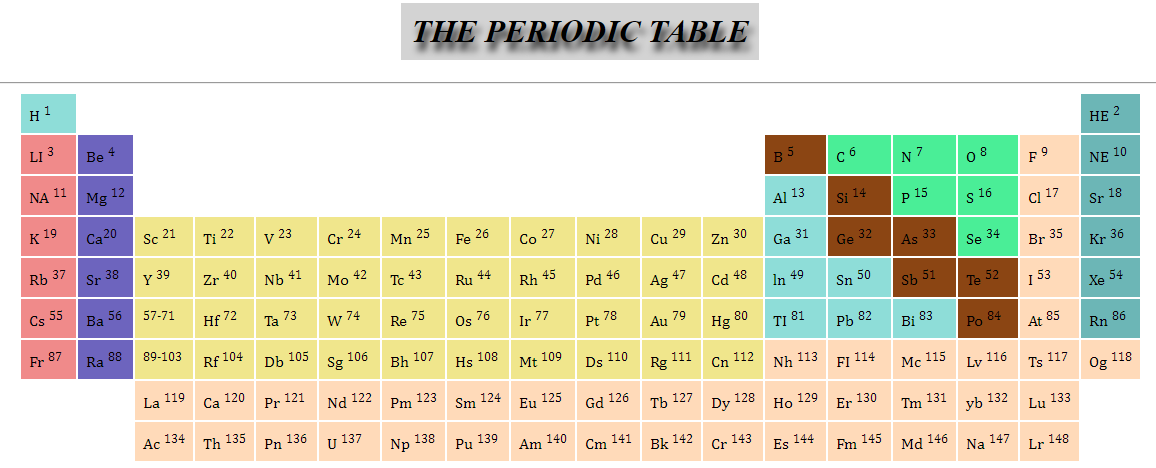 THE PERIODIC TABLE
H 1 HE 2
LI 3 Be 4 B 5 C 6 N 7 O 8 F 9 NE 10
NA 11 Mg 12 Al 13 Si 14 P 15 S 16 Cl 17 Sr 18
K 19 Ca20 Sc 21 Ti 22 V 23 Cr 24 Mn 25 Fe 26 Co 27 Ni 28 Cu 29 Zn 30 Ga 31 Ge 32 As 33 Se 34 Br 35 Kr 36
Rb 37 Sr 38 Y 39 Zr 40 Nb 41 Mo 42 Tc 43 Ru 44 Rh 45 Pd 46 Ag 47 Cd 48 ln 49 Sn 50 Sb 51 Te 52 I 53 Xe 54
Cs 55 Ba 56 57-71 Hf 72 Ta 73 W 74 Re 75 Os 76 Ir 77 Pt 78 Au 79 Hg 80 TI 81 Pb 82 Bi 83 Po 84 At 85 Rn 86
Fr 87 Ra 88 89-103 Rf 104 Db 105 Sg 106 Bh 107 Hs 108 Mt 109 Ds 110 Rg 111 Cn 112 Nh 113 FI 114 Mc 115 Lv 116 Ts 117 Og 118
La 119 Ca 120 Pr 121 Nd 122 Pm 123 Sm 124 Eu 125 Gd 126 Tb 127 Dy 128 Ho 129 Er 130 Tm 131 yb 132 Lu 133
Ac 134 Th 135 Pn 136 U 137 Np 138 Pu 139 Am 140 Cm 141 Bk 142 Cr 143 Es 144 Fm 145 Md 146 Na 147 Lr 148